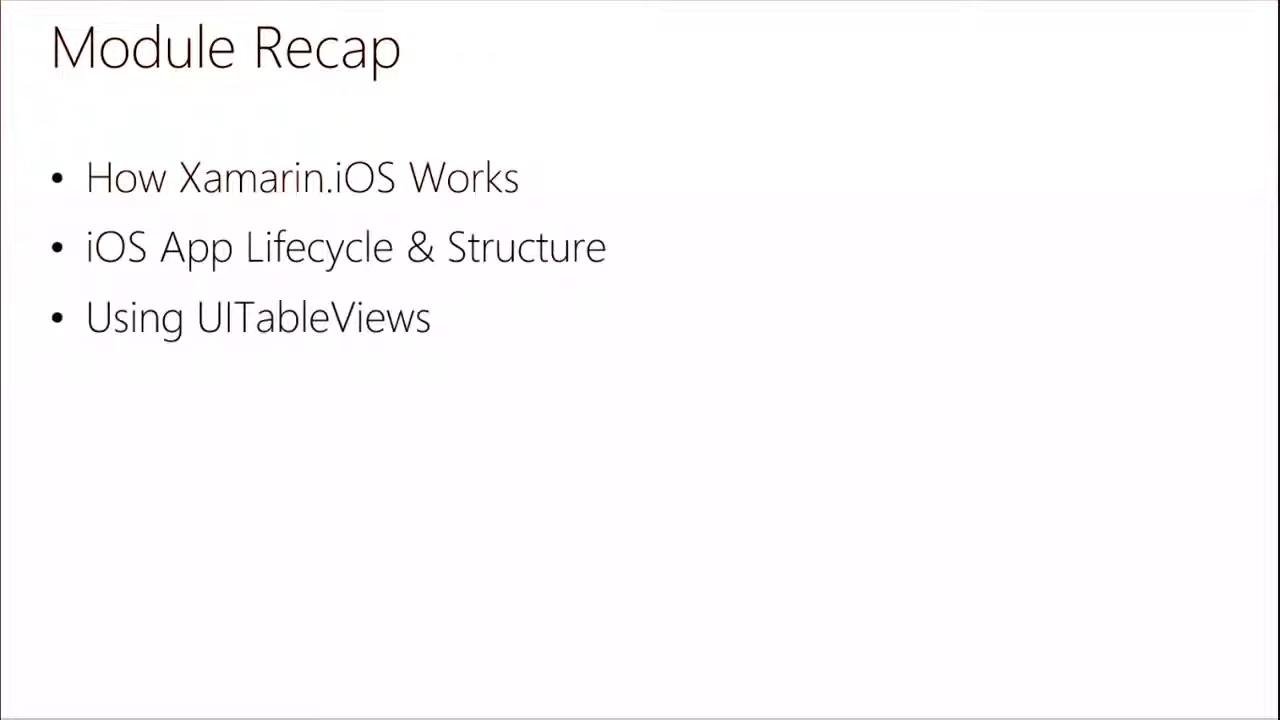 Module Recap
• How Xamarin.iOS Works
• iOS App Lifecycle & Structure
• Using UITableViews